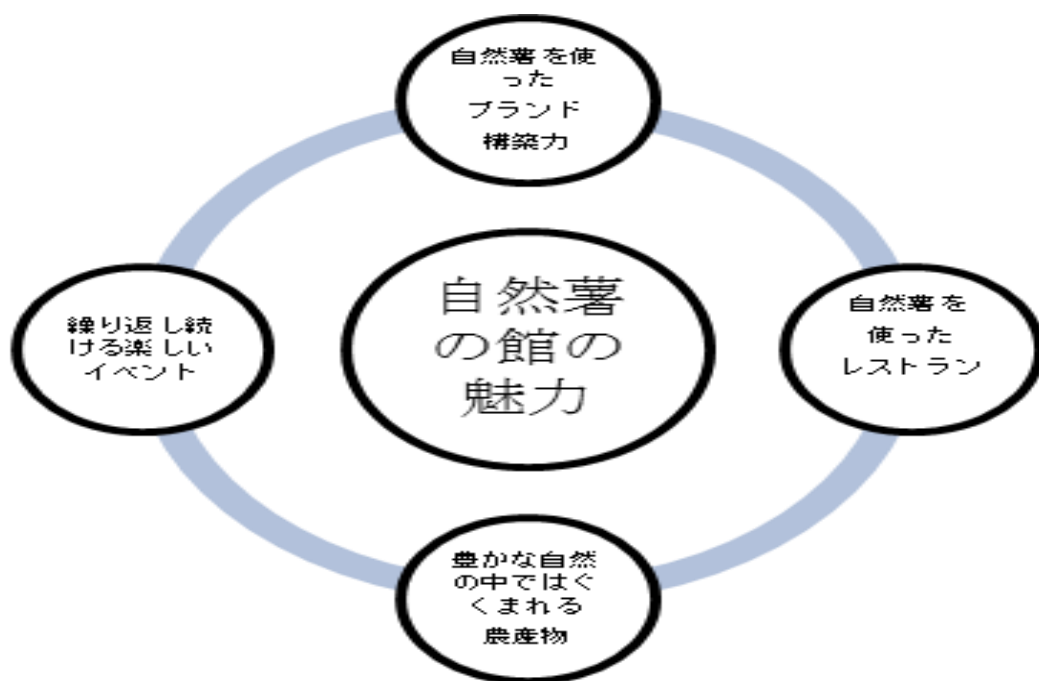 自然薯を使
った
ブランド
構築力
繰り返し続
ける楽しい
イベント
自然薯
の館の
魅力
自然薯を
使った
レストラン
豊かな自然
の中ではぐ
くまれる
農産物